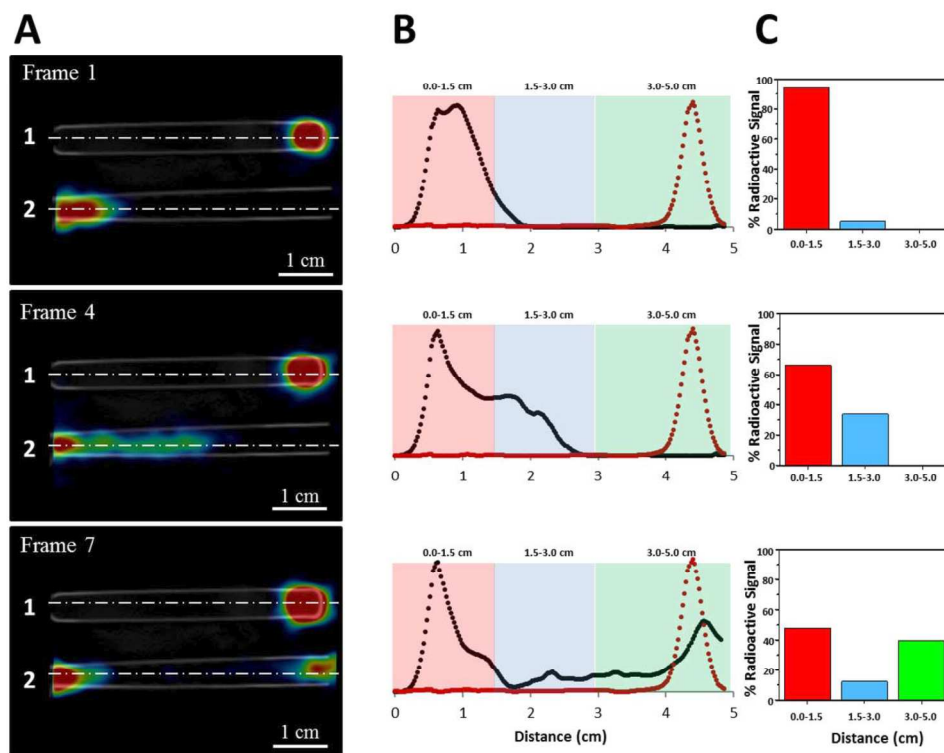 A
B
C
Frame 1
1
2
1 cm
0.0-1.5 cm 1.5-3.0 cm 3.0-5.0 cm
0 1 2 3 4 5
% Radioactive Signal
100
80
60
40
20
0
0.0-1.5 1.5-3.0 3.0-5.0
Frame 4
1
2
1 cm
0.0-1.5 cm 1.5-3.0 cm 3.0-5.0 cm
0 1 2 3 4 5
% Radioactive Signal
100
80
60
40
20
0
0.0-1.5 1.5-3.0 3.0-5.0
Frame 7
1
2
1 cm
0.0-1.5 cm 1.5-3.0 cm 3.0-5.0 cm
0 1 2 3 4 5
Distance (cm)
% Radioactive Signal
100
80
60
40
20
0
0.0-1.5 1.5-3.0 3.0-5.0
Distance (cm)